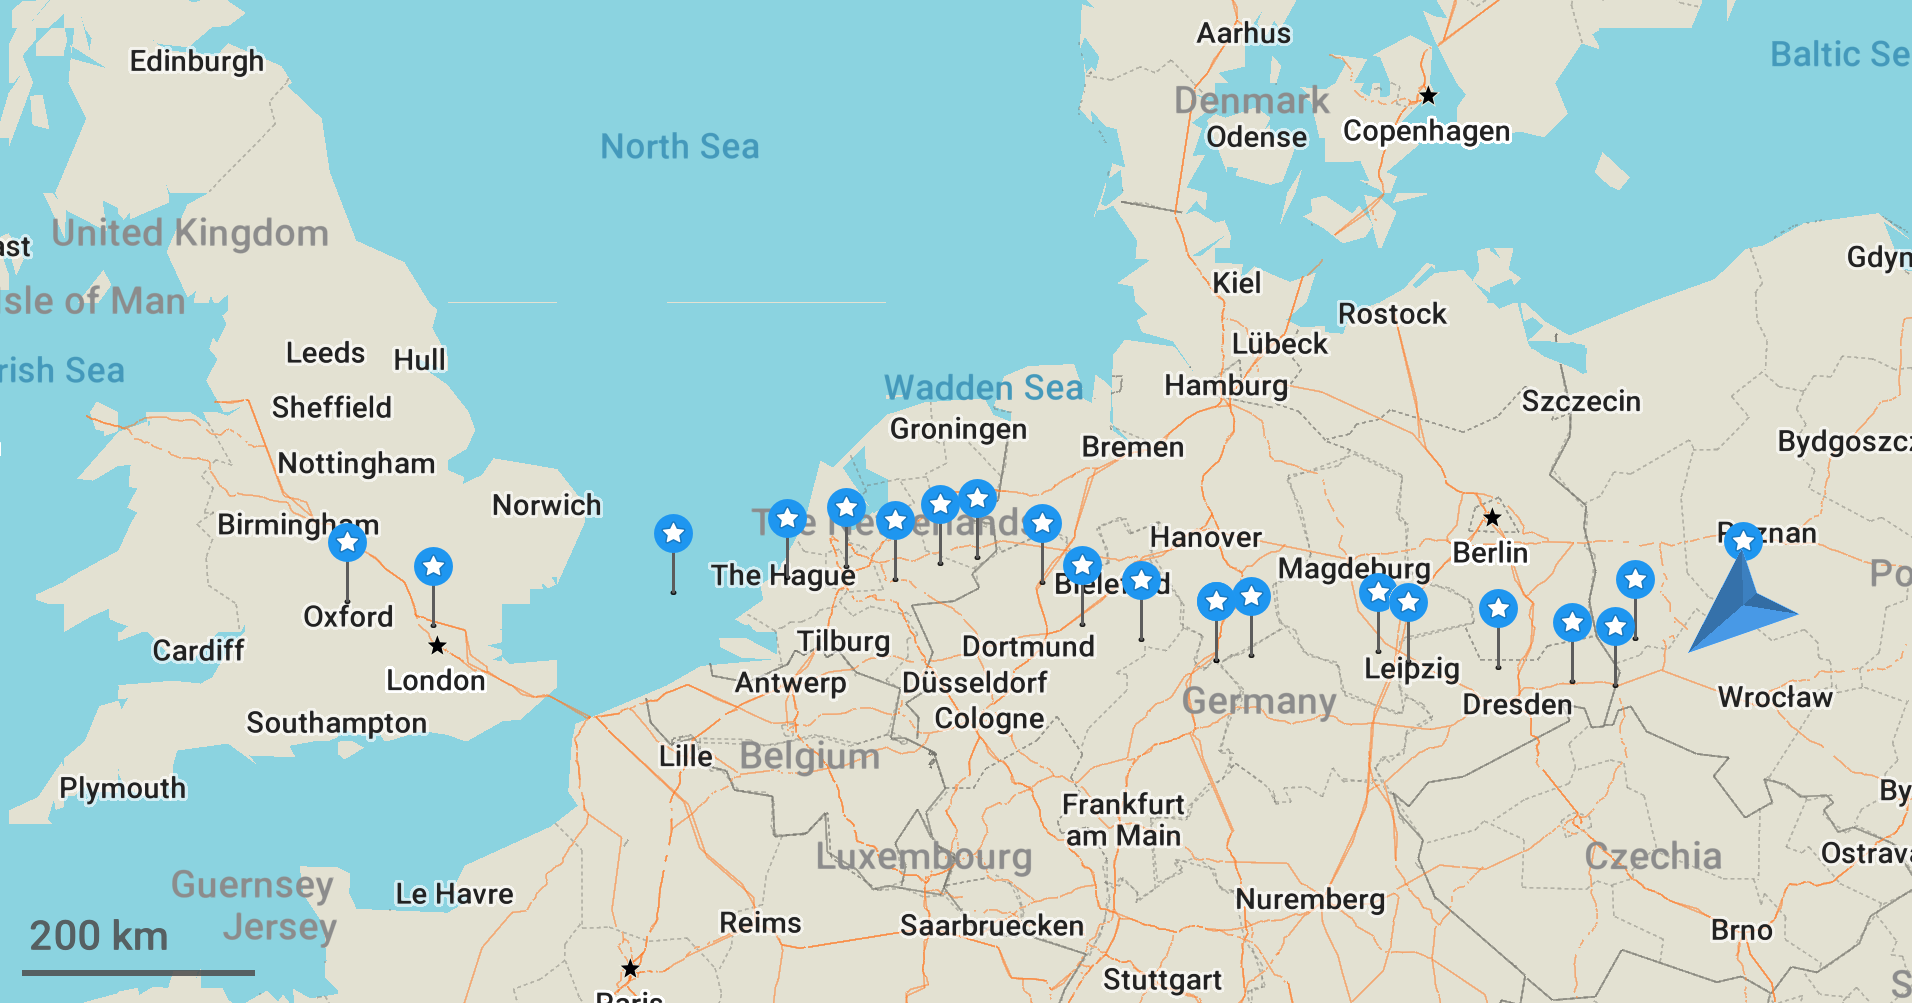 Aarhus
Edinburgh
Baltic Se
Denmark
Odense
Copenhagen
North Sea
United Kingdom
ast
Gdyn
Kiel
Isle of Man
Rostock
Lübeck
Leeds
Hull
rish Sea
Wadden Sea
Hamburg
Sheffield
Szczecin
Groningen
Bremen
Bydgoszcz
Nottingham
Norwich
Birmingham
The Netherlands
Hanover
Poznan
Berlin
The Hague
Bielefeld
Magdeburg
Po
Oxford
Tilburg
Dortmund
Cardiff
Leipzig
London
Antwerp
Düsseldorf
Germany
Wrocław
Dresden
Southampton
Cologne
Lille
Belgium
Plymouth
By
Frankfurt
am Main
Luxembourg
Czechia
Ostrava
Guernsey
Le Havre
Nuremberg
Jersey
200 km
Reims
Saarbruecken
Brno
Stuttgart
S
Paris